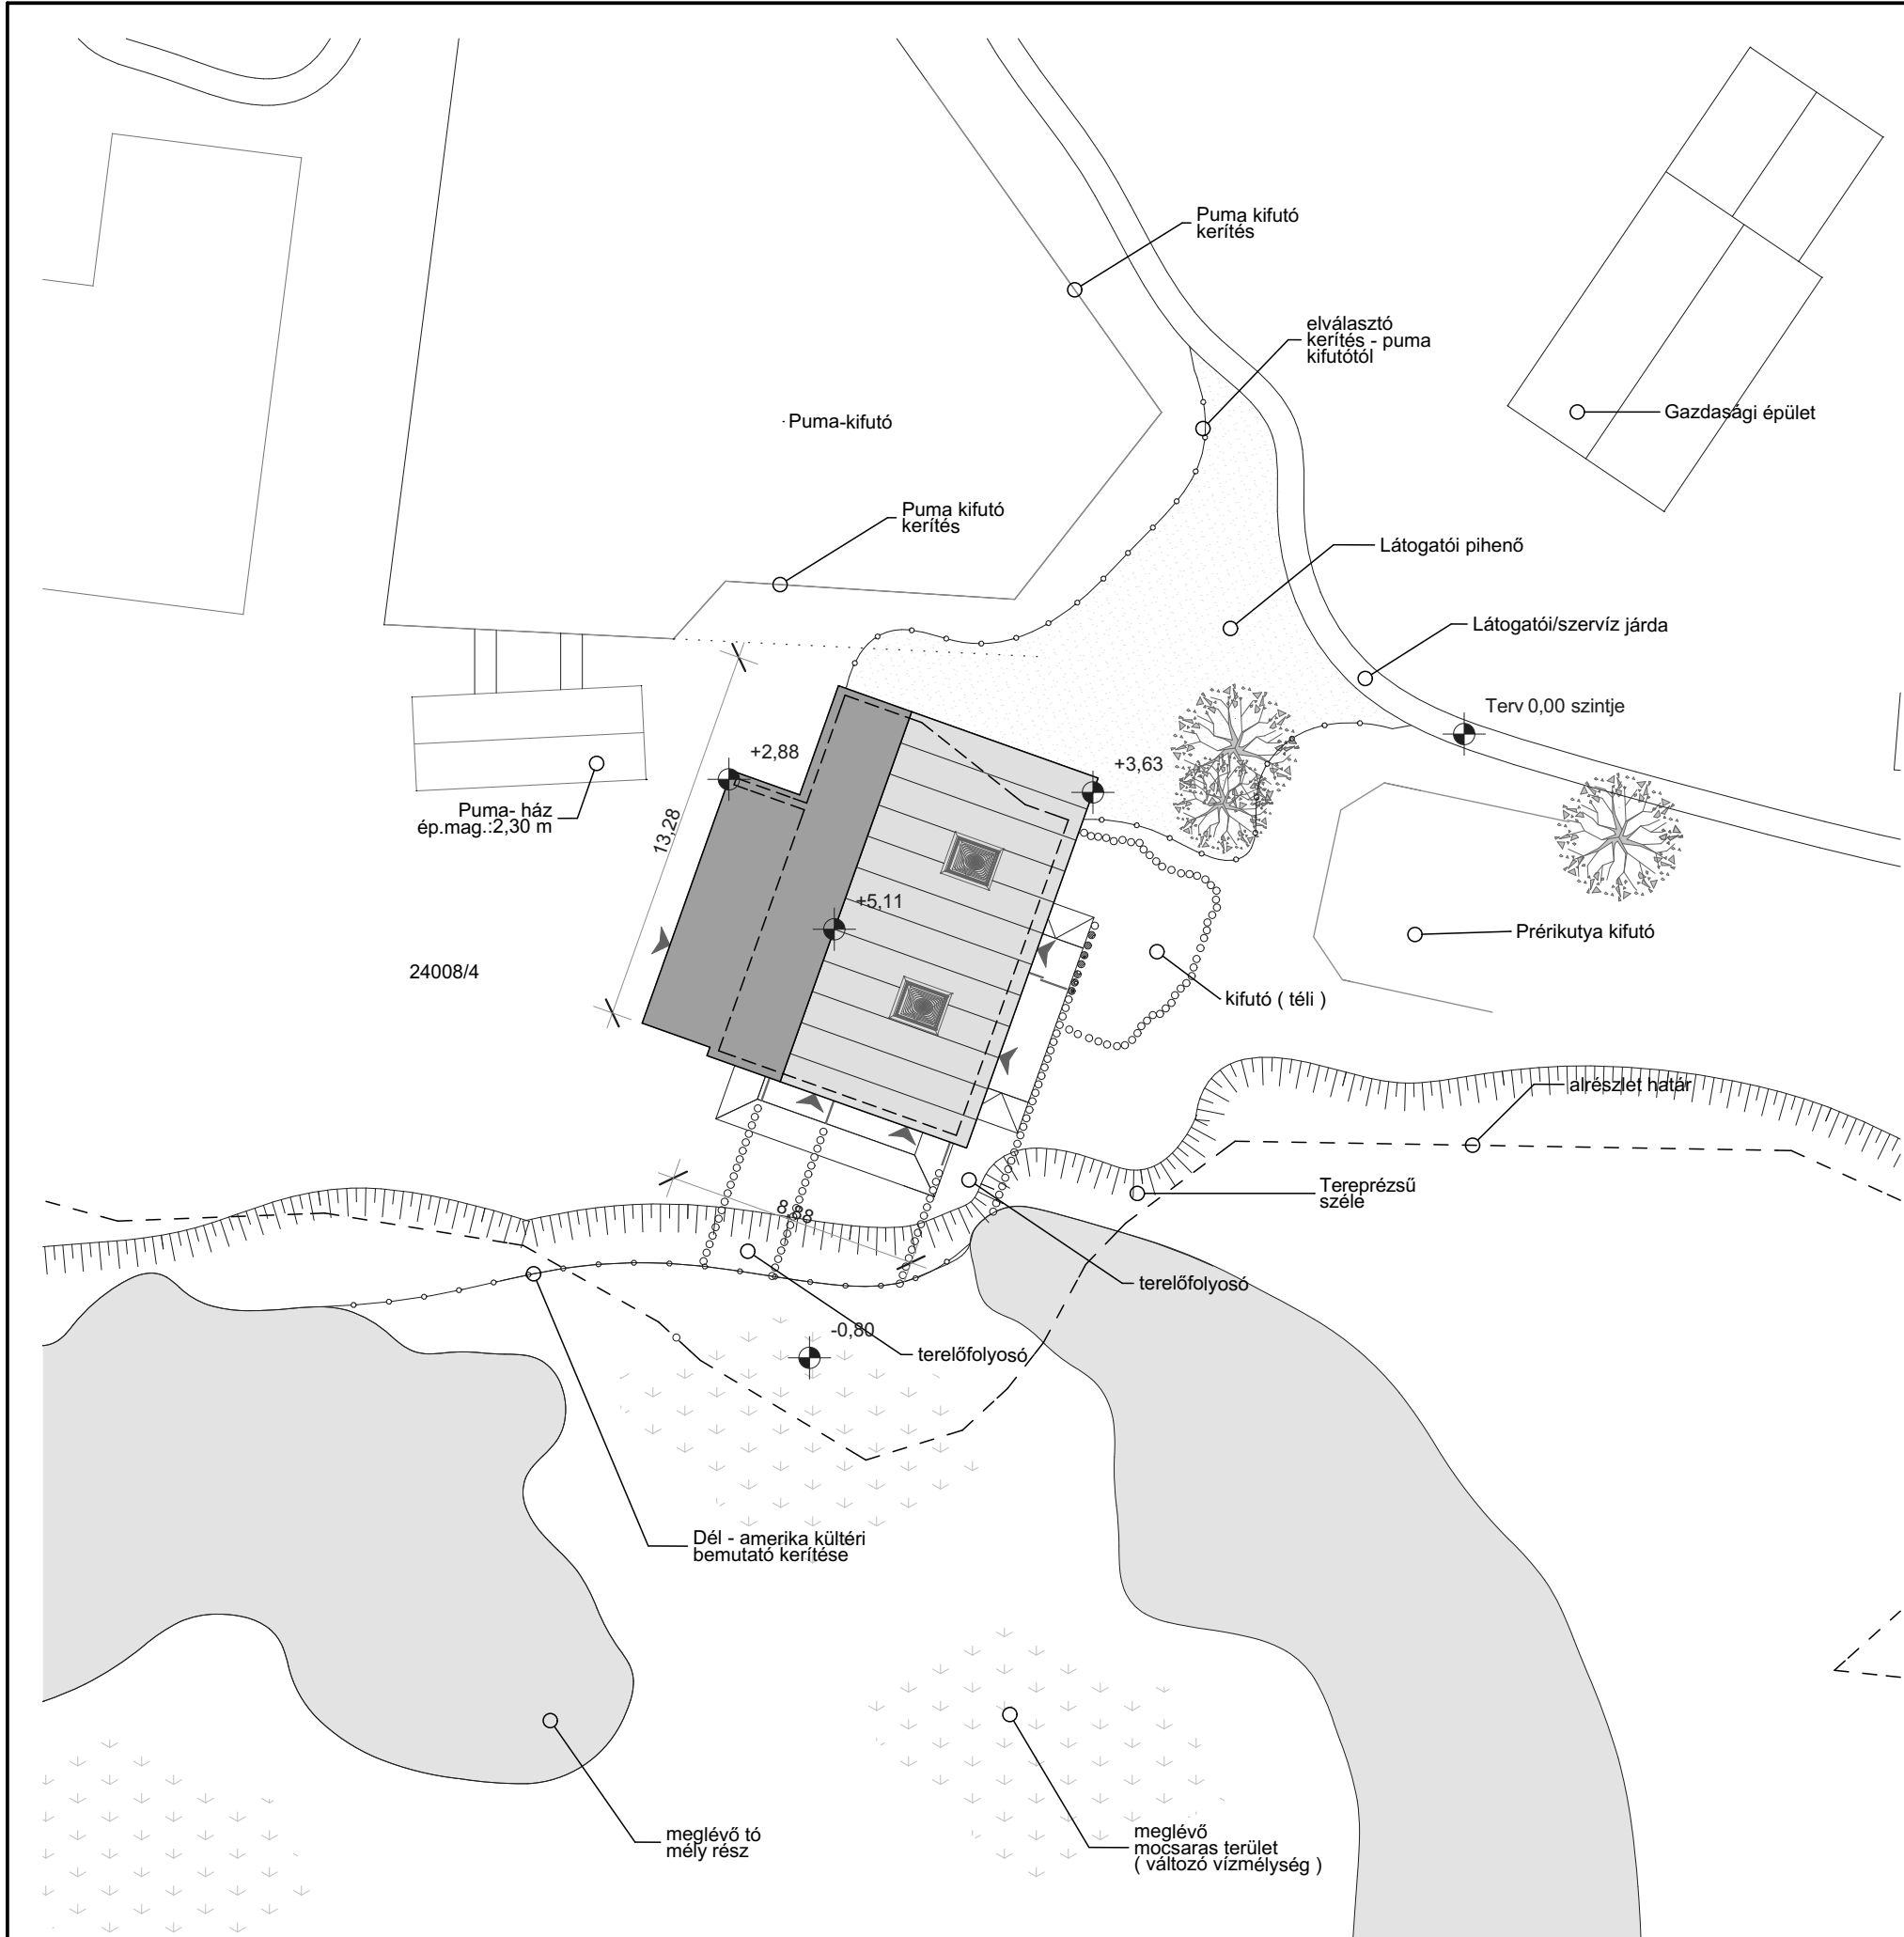 Puma kifutó
kerítés
elválasztó
kerítés - puma
kifutótól
Puma-kifutó
Gazdasági épület
Puma kifutó
kerítés
Látogatói pihenő
Látogatói/szervíz járda
Terv 0,00 szintje
+2,88
+3,63
Puma- ház
ép.mag.:2,30 m
13,28
+5,11
Prérikutya kifutó
24008/4
kifutó ( téli )
alrészlet határ
Tereprézsű
széle
8,88
terelőfolyosó
-0,80
terelőfolyosó
Dél - amerika kültéri
bemutató kerítése
meglévő tó
mély rész
meglévő
mocsaras terület
( változó vízmélység )